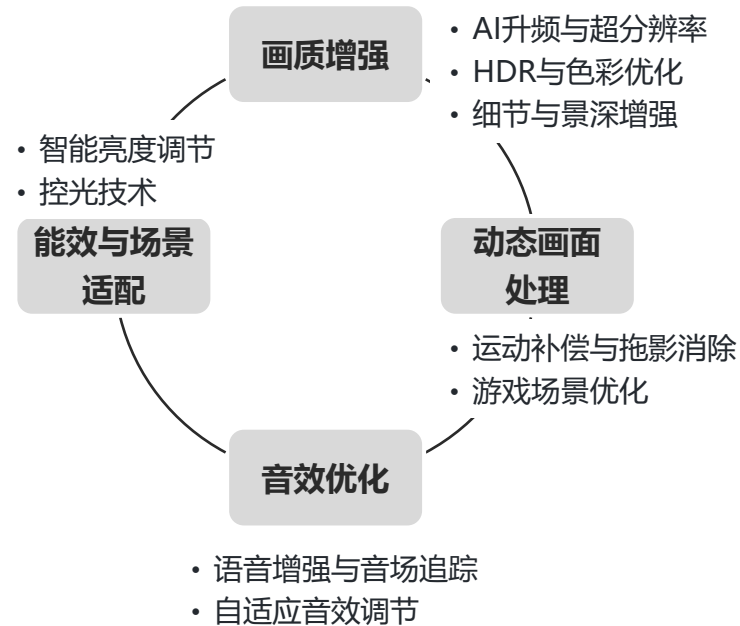 画质增强
• AI升频与超分辨率
• HDR与色彩优化
• 细节与景深增强
• 智能亮度调节
• 控光技术
能效与场景
适配
动态画面
处理
• 运动补偿与拖影消除
• 游戏场景优化
音效优化
• 语音增强与音场追踪
• 自适应音效调节